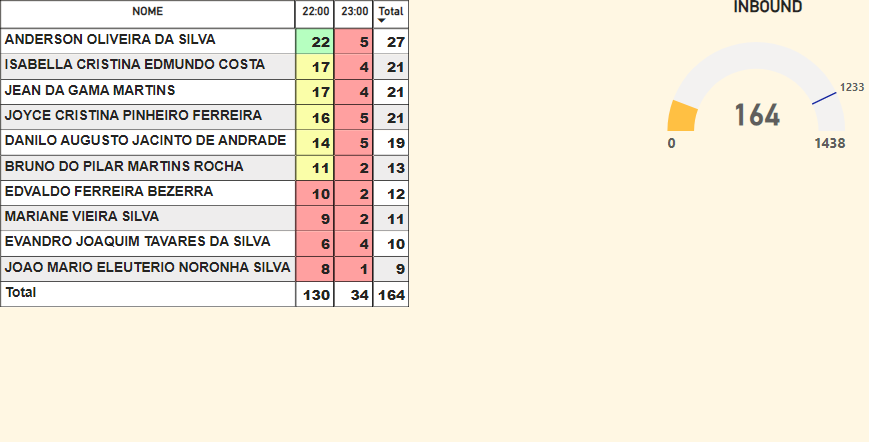 NOME 22:00 23:00 Total
ANDERSON OLIVEIRA DA SILVA 22 5 27
ISABELLA CRISTINA EDMUNDO COSTA 17 4 21
JEAN DA GAMA MARTINS 17 4 21
JOYCE CRISTINA PINHEIRO FERREIRA 16 5 21
DANILO AUGUSTO JACINTO DE ANDRADE 14 5 19
BRUNO DO PILAR MARTINS ROCHA 11 2 13
EDVALDO FERREIRA BEZERRA 10 2 12
MARIANE VIEIRA SILVA 9 2 11
EVANDRO JOAQUIM TAVARES DA SILVA 6 4 10
JOAO MARIO ELEUTERIO NORONHA SILVA 8 1 9
Total 130 34 164
INBOUND
1233
164
0 1438